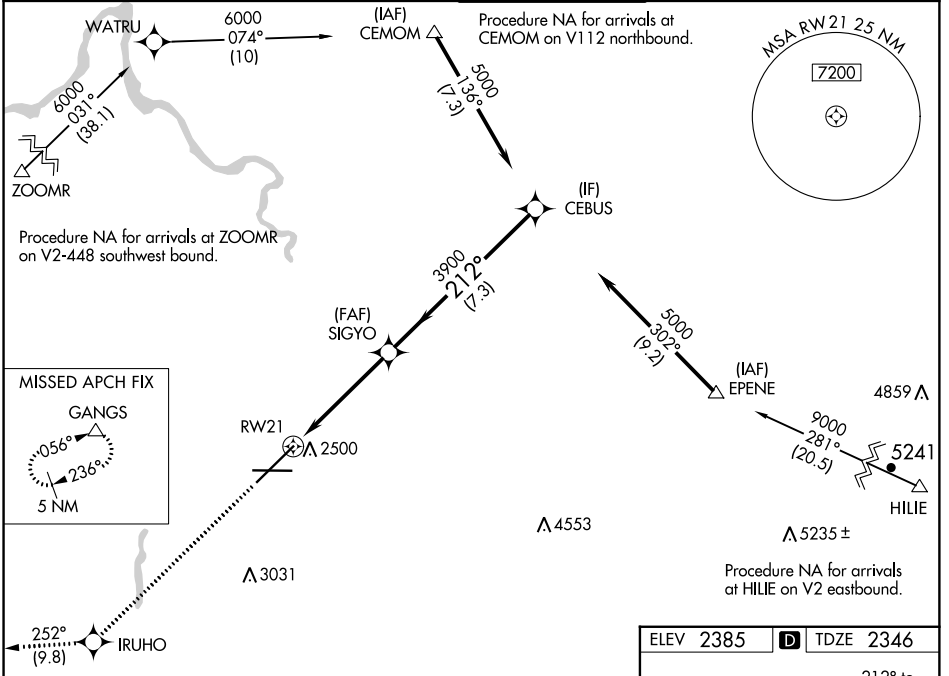 WATRU
6000
074°
(10)
(IAF)
CEMOM
Procedure NA for arrivals at
CEMOM on V112 northbound.
MSA RW 21 25 NM
7200
5000
136°
(7.3)
6000
031°
(38.1)
ZOOMR
(IF)
CEBUS
Procedure NA for arrivals at ZOOMR
on V2-448 southwest bound.
3900
212°
(7.3)
(FAF)
SIGYO
5000
302°
(9.2)
(IAF)
EPENE
4859
MISSED APCH FIX
GANGS
056°
236°
5 NM
RW21
2500
9000
281°
(20.5)
5241
HILIE
4553
5235 ±
3031
Procedure NA for arrivals
at HILIE on V2 eastbound.
252°
(9.8)
IRUHO
ELEV 2385 D TDZE 2346
212° to